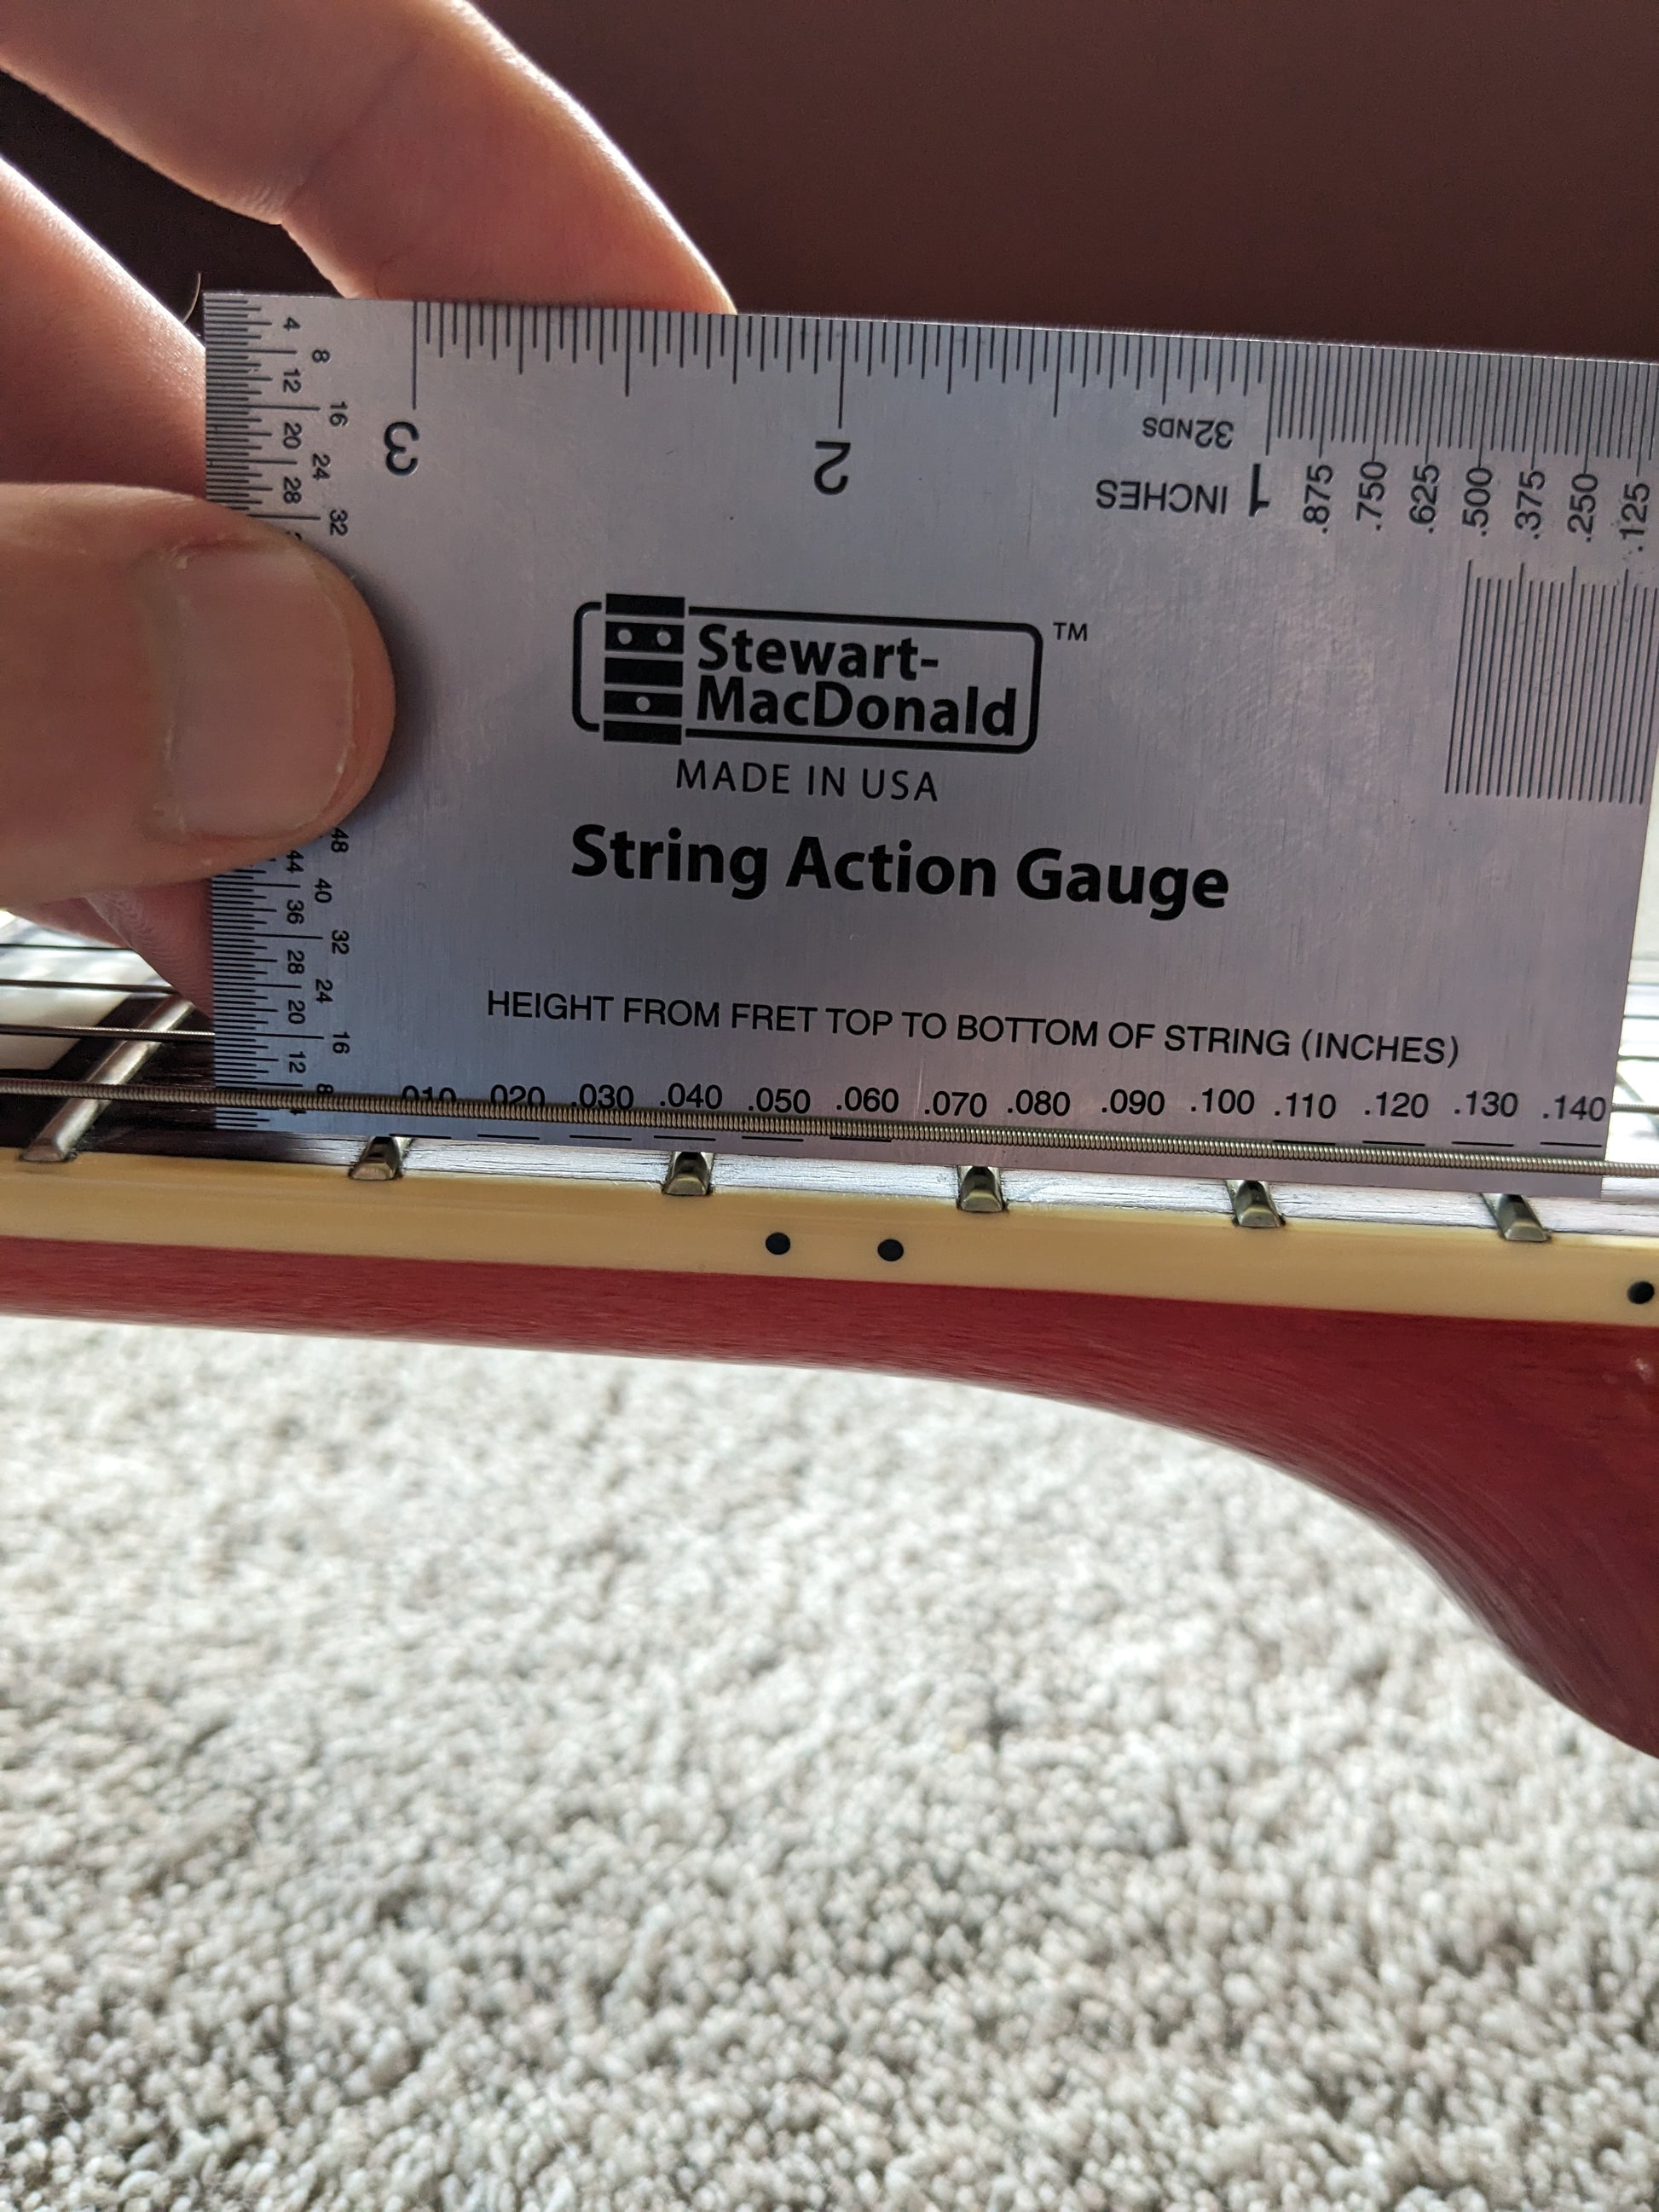 4 8 12 16 20 24 28 32
3
2
1
32NDS
INCHES
.875 .750 .625 .500 .375 .250 .125
Stewart-
MacDonald
TM
MADE IN USA
String Action Gauge
48 44 40 36 32 28 24 20 16 12 8 4
HEIGHT FROM FRET TOP TO BOTTOM OF STRING (INCHES)
.010 .020 .030 .040 .050 .060 .070 .080 .090 .100 .110 .120 .130 .140